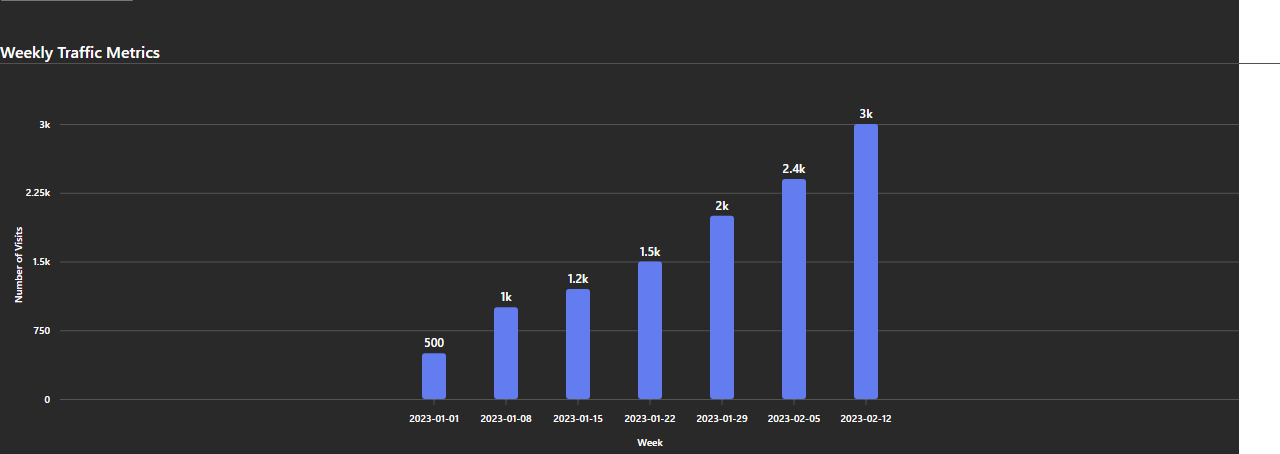 Weekly Traffic Metrics
3k
2.25k
1.5k
750
0
Number of Visits
500
1k
1.2k
1.5k
2k
2.4k
3k
2023-01-01 2023-01-08 2023-01-15 2023-01-22 2023-01-29 2023-02-05 2023-02-12
Week